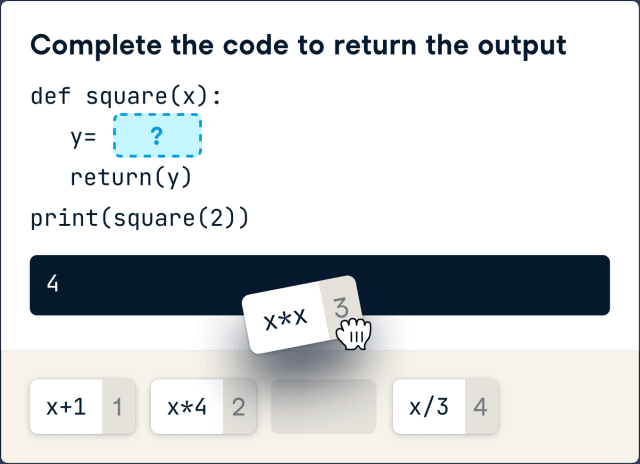 Complete the code to return the output
def square(x):
y= ?
return(y)
print(square(2))
4
x*x 3
x+1 1
x*4 2
x/3 4